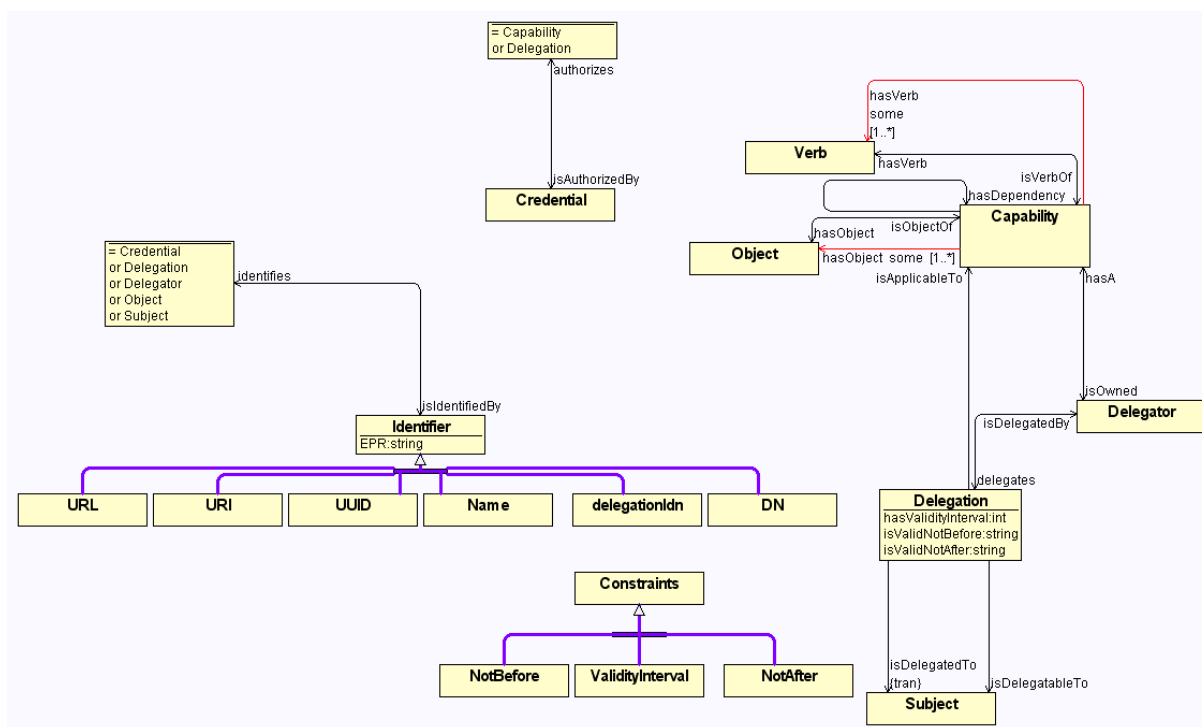 = Capability
or Delegation
authorizes
hasVerb
some
[1..*]
Verb
hasVerb
isAuthorizedBy
isVerbOf
hasDependency
Credential
Capability
hasObject
isObjectOf
= Credential
or Delegation
or Delegator
or Object
or Subject
identifies
Object
hasObject some [1..*]
isApplicableTo
hasA
isOwned
isIdentifiedBy
Delegator
isDelegatedBy
Identifier
EPR:string
delegates
URL
URI
UUID
Name
delegationIdn
DN
Delegation
hasValidityInterval:int
isValidNotBefore:string
isValidNotAfter:string
Constraints
NotBefore
ValidityInterval
NotAfter
isDelegatedTo
{tran}
isDelegatableTo
Subject